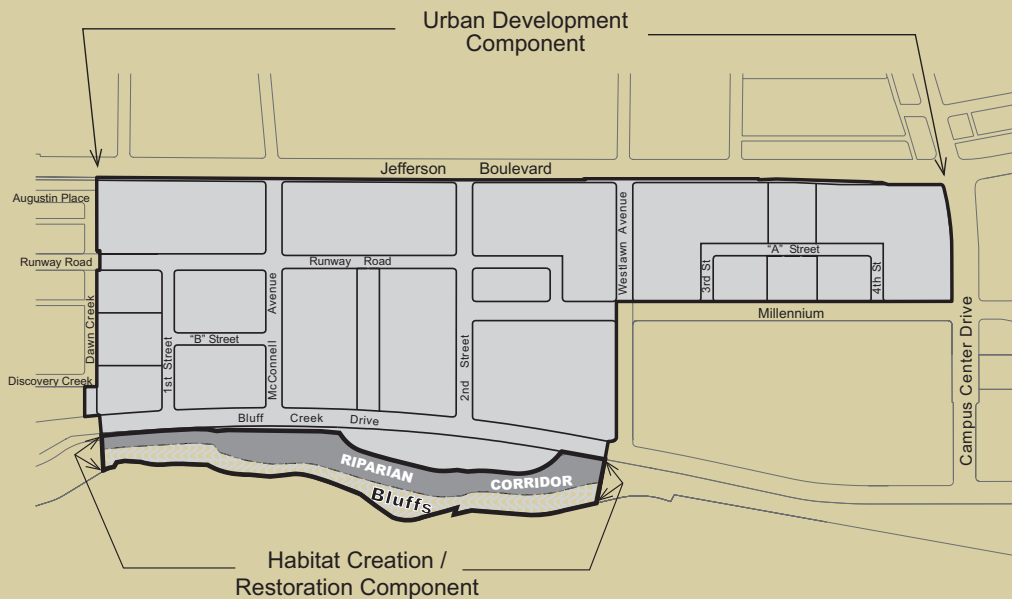 Urban Development
Component
Jefferson Boulevard
Augustin Place
Westlawn Avenue
"A" Street
Runway Road
Runway Road
3rd St
4th St
Dawn Creek
McConnell Avenue
Millennium
"B" Street
1st Street
2nd Street
Campus Center Drive
Discovery Creek
Bluff Creek Drive
RIPARIAN CORRIDOR
Bluffs
Habitat Creation /
Restoration Component